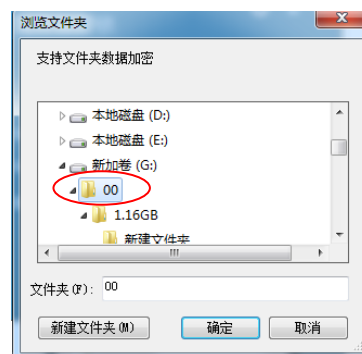 浏览文件夹
支持文件夹数据加密
本地磁盘 (D:)
本地磁盘 (E:)
新加卷 (G:)
00
1.16GB
新建文件夹
文件夹(F): 00
新建文件夹(M) 确定 取消